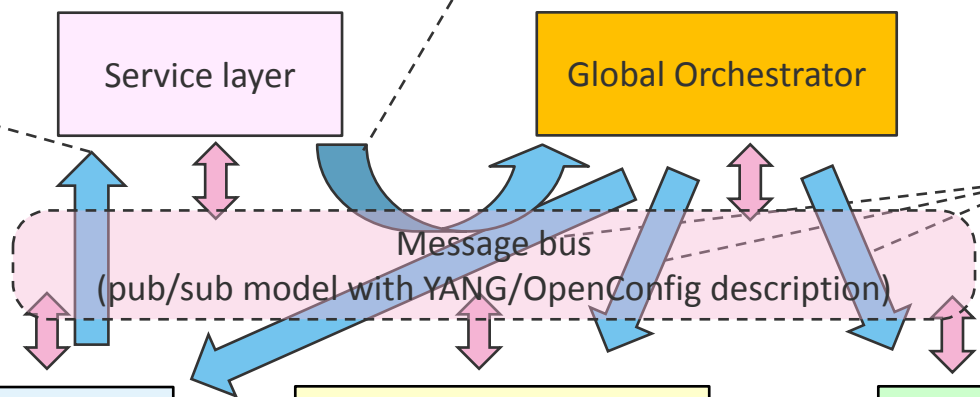 Service layer
Global Orchestrator
Message bus
(pub/sub model with YANG/OpenConfig description)